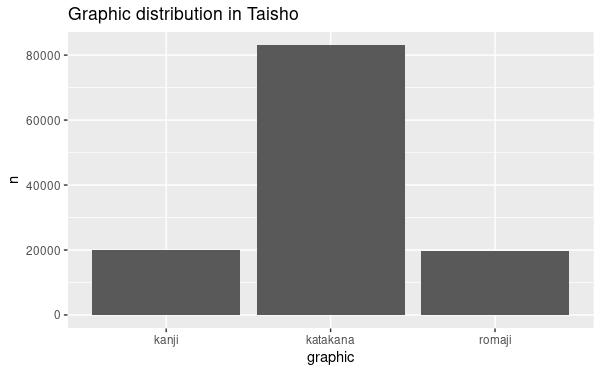 Graphic distribution in Taisho
80000
60000
n
40000
20000
0
kanji katakana romaji
graphic